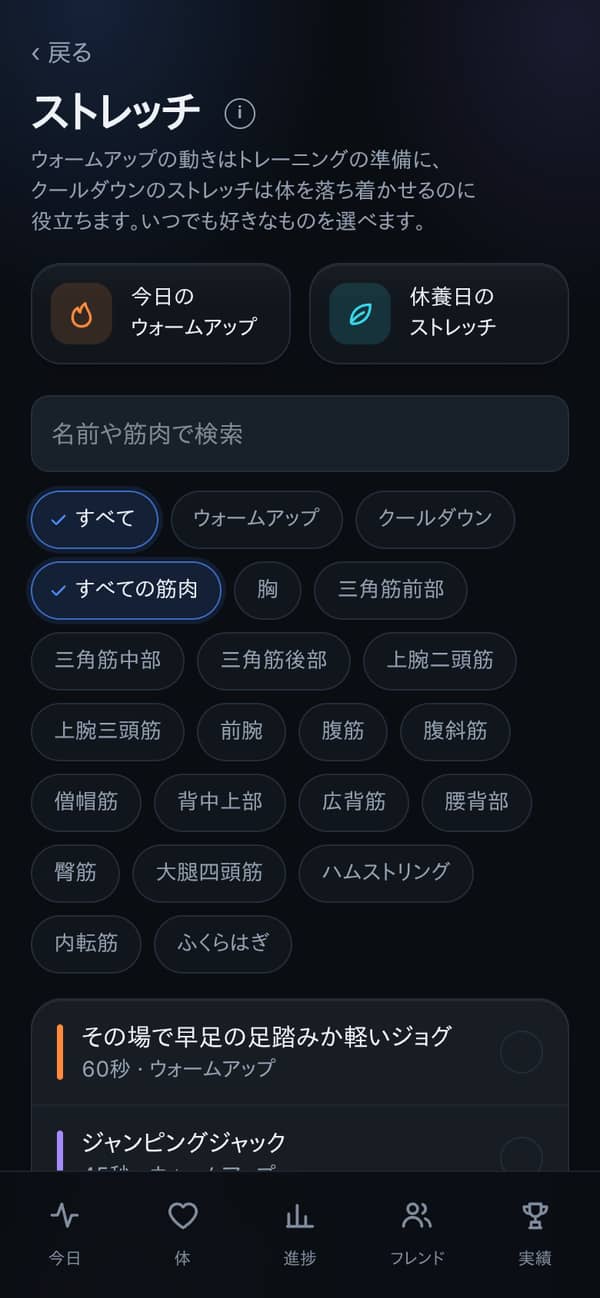 ‹ 戻る
ストレッチ
ウォームアップの動きはトレーニングの準備に、
クールダウンのストレッチは体を落ち着かせるのに
役立ちます。いつでも好きなものを選べます。
今日の
ウォームアップ
休養日の
ストレッチ
名前や筋肉で検索
すべて ウォームアップ クールダウン
すべての筋肉 胸 三角筋前部
三角筋中部 三角筋後部 上腕二頭筋
上腕三頭筋 前腕 腹筋 腹斜筋
僧帽筋 背中上部 広背筋 腰背部
臀筋 大腿四頭筋 ハムストリング
内転筋 ふくらはぎ
その場で早足の足踏みか軽いジョグ
60秒 · ウォームアップ
ジャンピングジャック
45秒 · ウォームアップ
今日 体 進捗 フレンド 実績